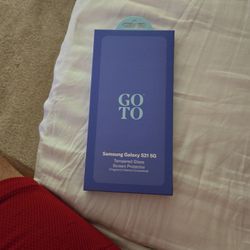 GO
TO
Samsung Galaxy S21 5G
Tempered Glass
Screen Protector